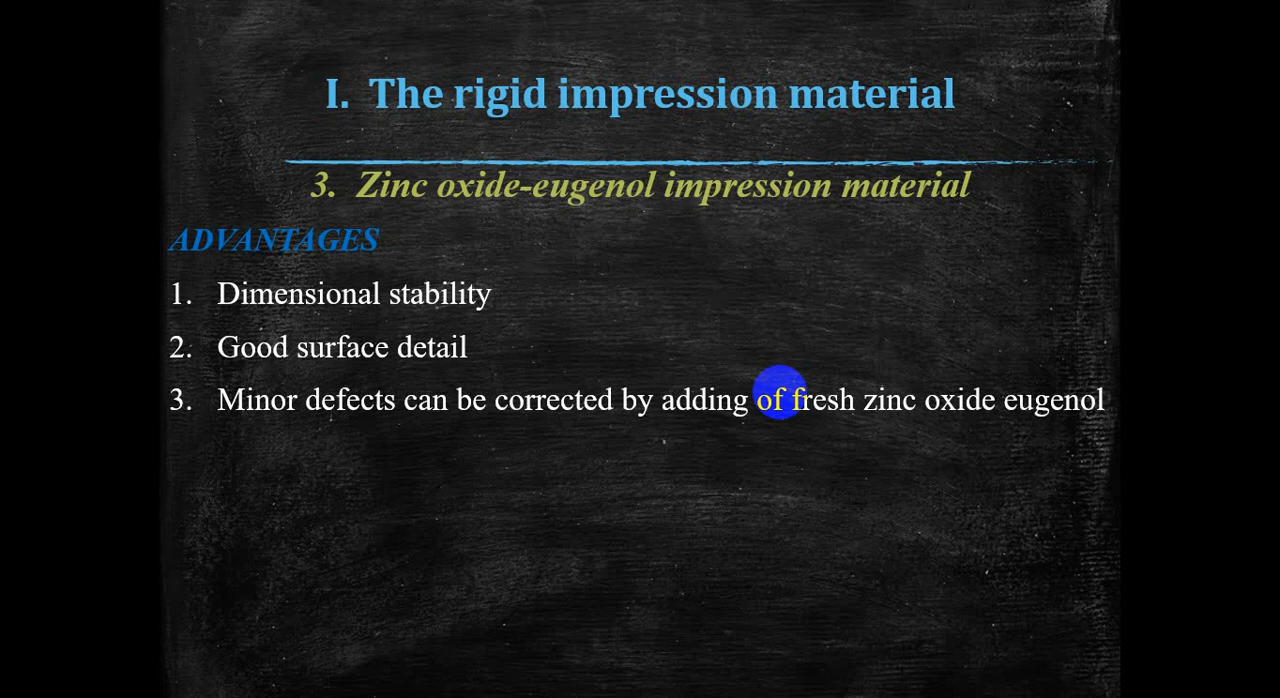 I. The rigid impression material
3. Zinc oxide-eugenol impression material
ADVANTAGES
1. Dimensional stability
2. Good surface detail
3. Minor defects can be corrected by adding of fresh zinc oxide eugenol